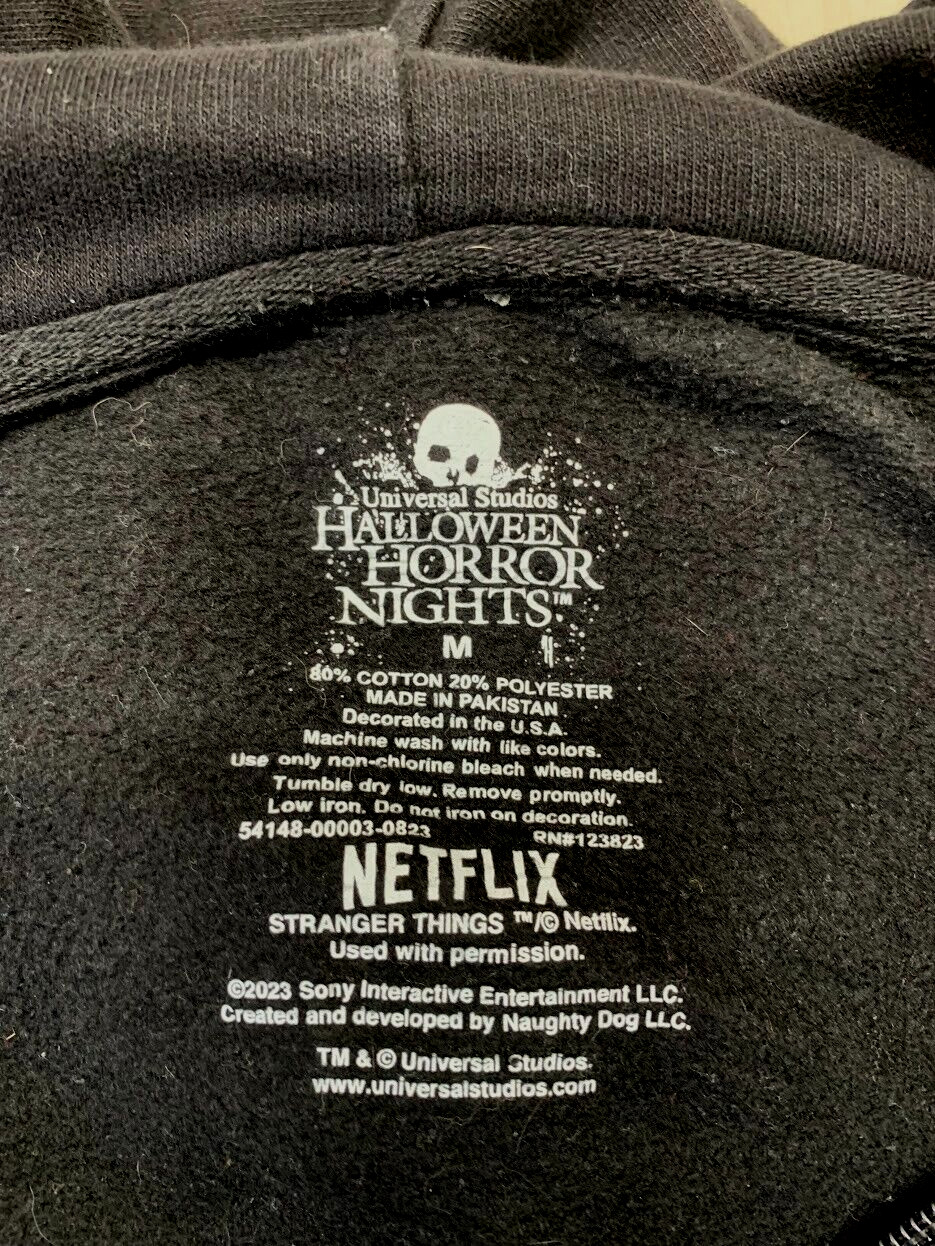 Universal Studios
HALLOWEEN
HORROR
NIGHTS™
M
80% COTTON 20% POLYESTER
MADE IN PAKISTAN
Decorated in the U.S.A.
Machine wash with like colors.
Use only non-chlorine bleach when needed.
Tumble dry low. Remove promptly.
Low iron. Do not iron on decoration.
54148-00003-0823 RN#123823
NETFLIX
STRANGER THINGS ™/© Netflix.
Used with permission.
©2023 Sony Interactive Entertainment LLC.
Created and developed by Naughty Dog LLC.
TM & © Universal Studios.
www.universalstudios.com